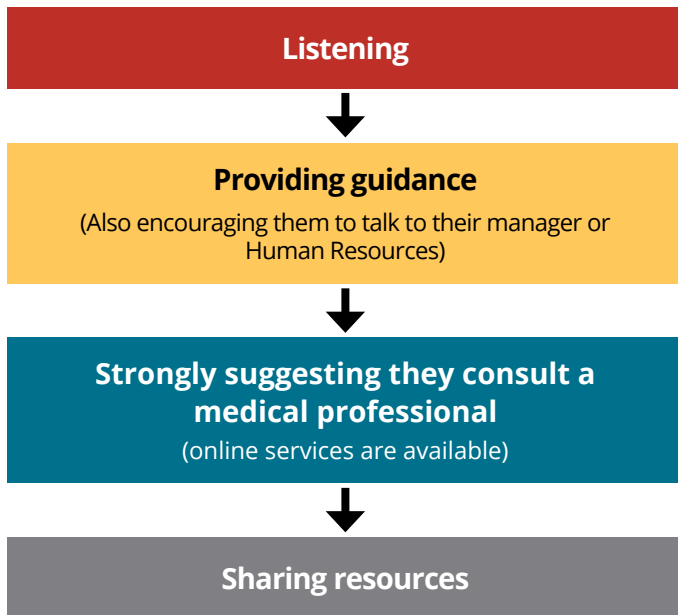 Listening
Providing guidance
(Also encouraging them to talk to their manager or
Human Resources)
Strongly suggesting they consult a
medical professional
(online services are available)
Sharing resources